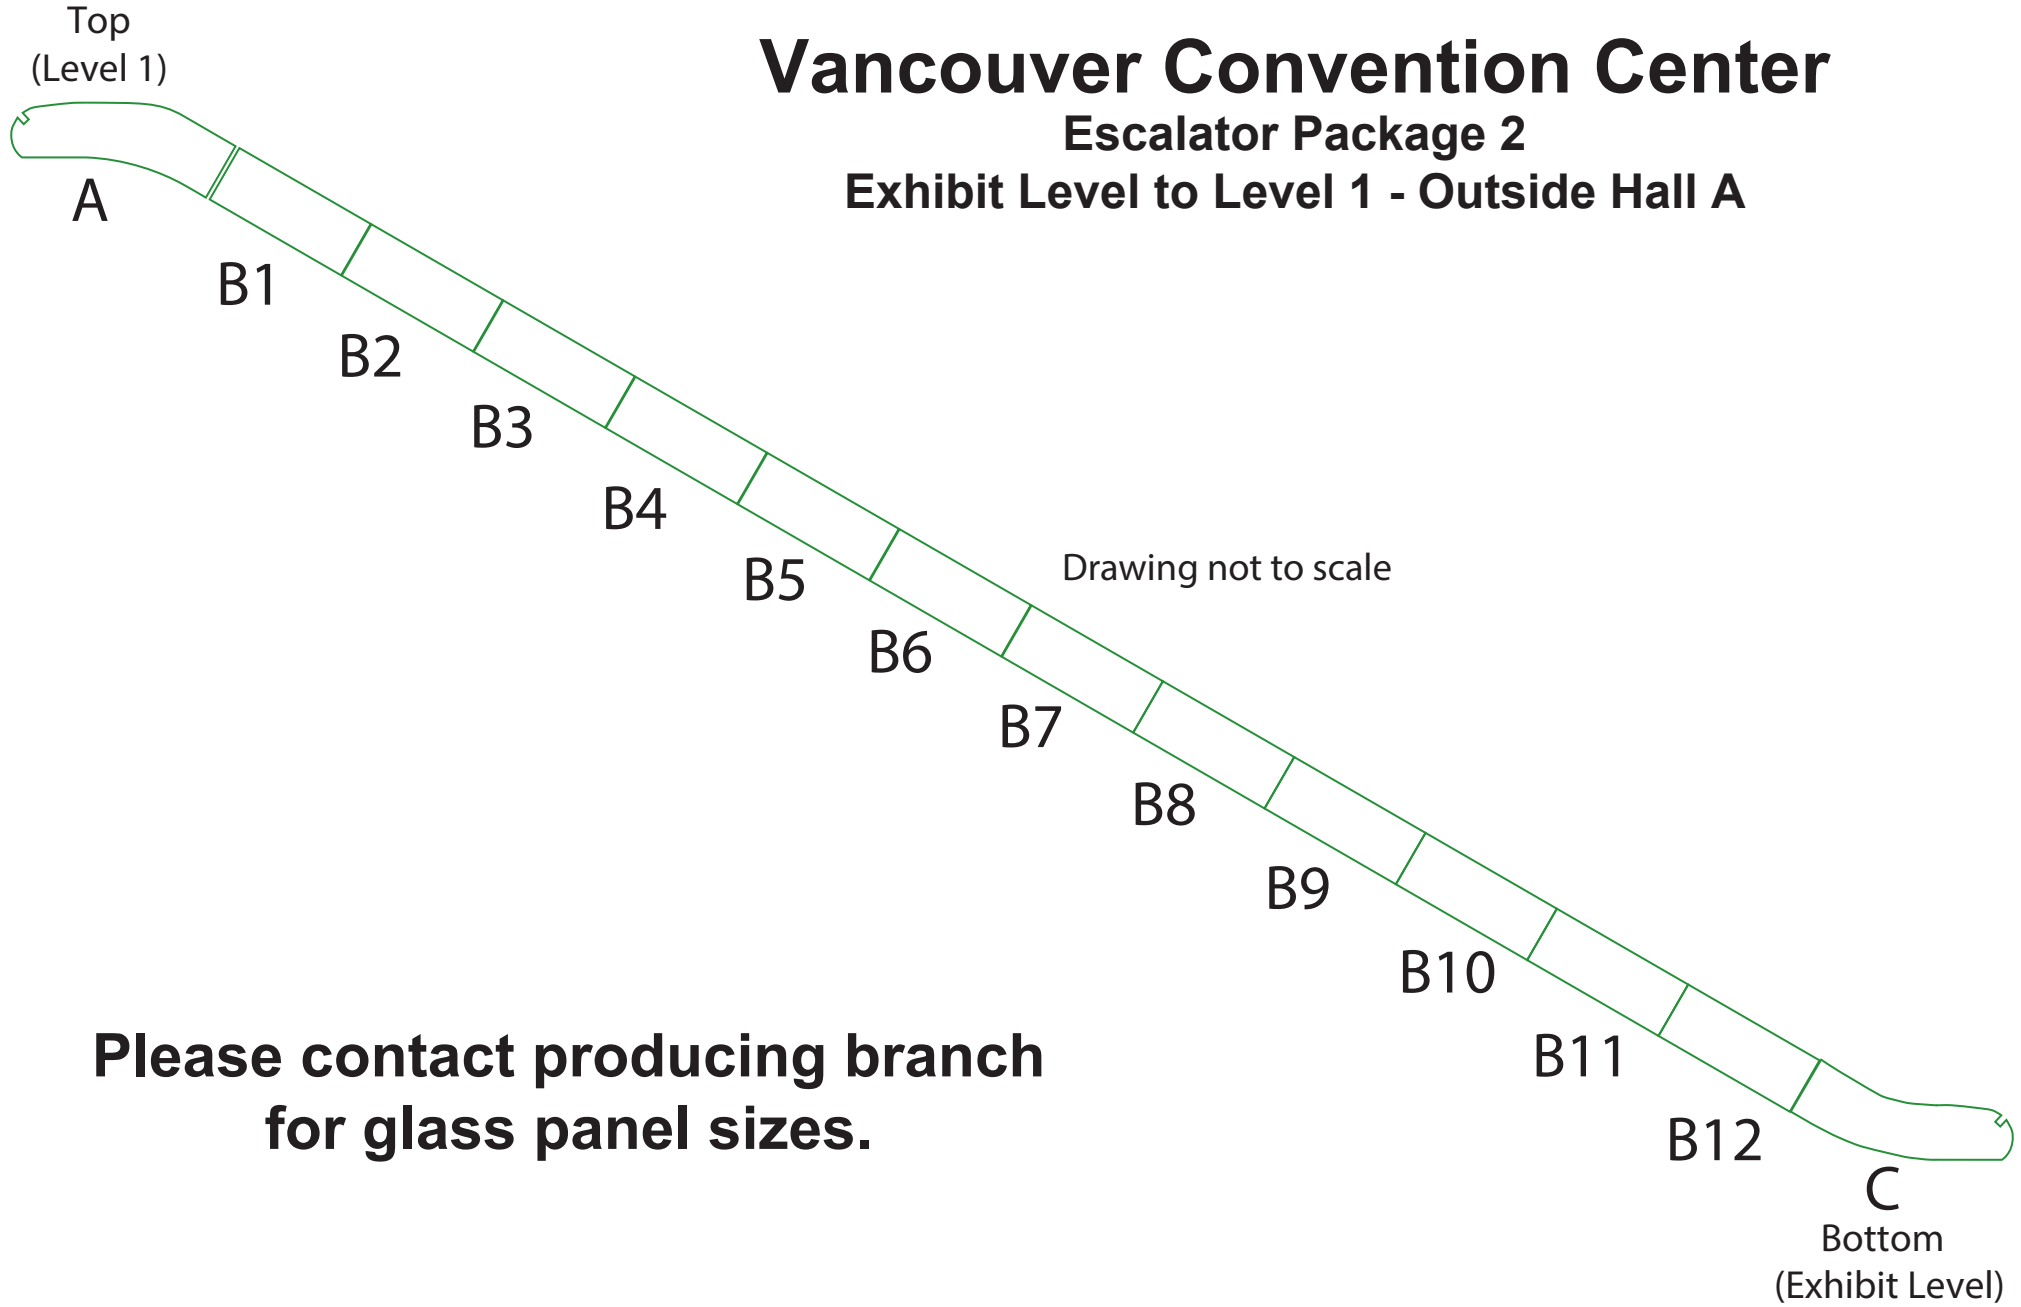 Top
(Level 1)
Vancouver Convention Center
Escalator Package 2
Exhibit Level to Level 1 - Outside Hall A
A
B1
B2
B3
B4
B5
Drawing not to scale
B6
B7
B8
B9
B10
B11
B12
Please contact producing branch
for glass panel sizes.
C
Bottom
(Exhibit Level)